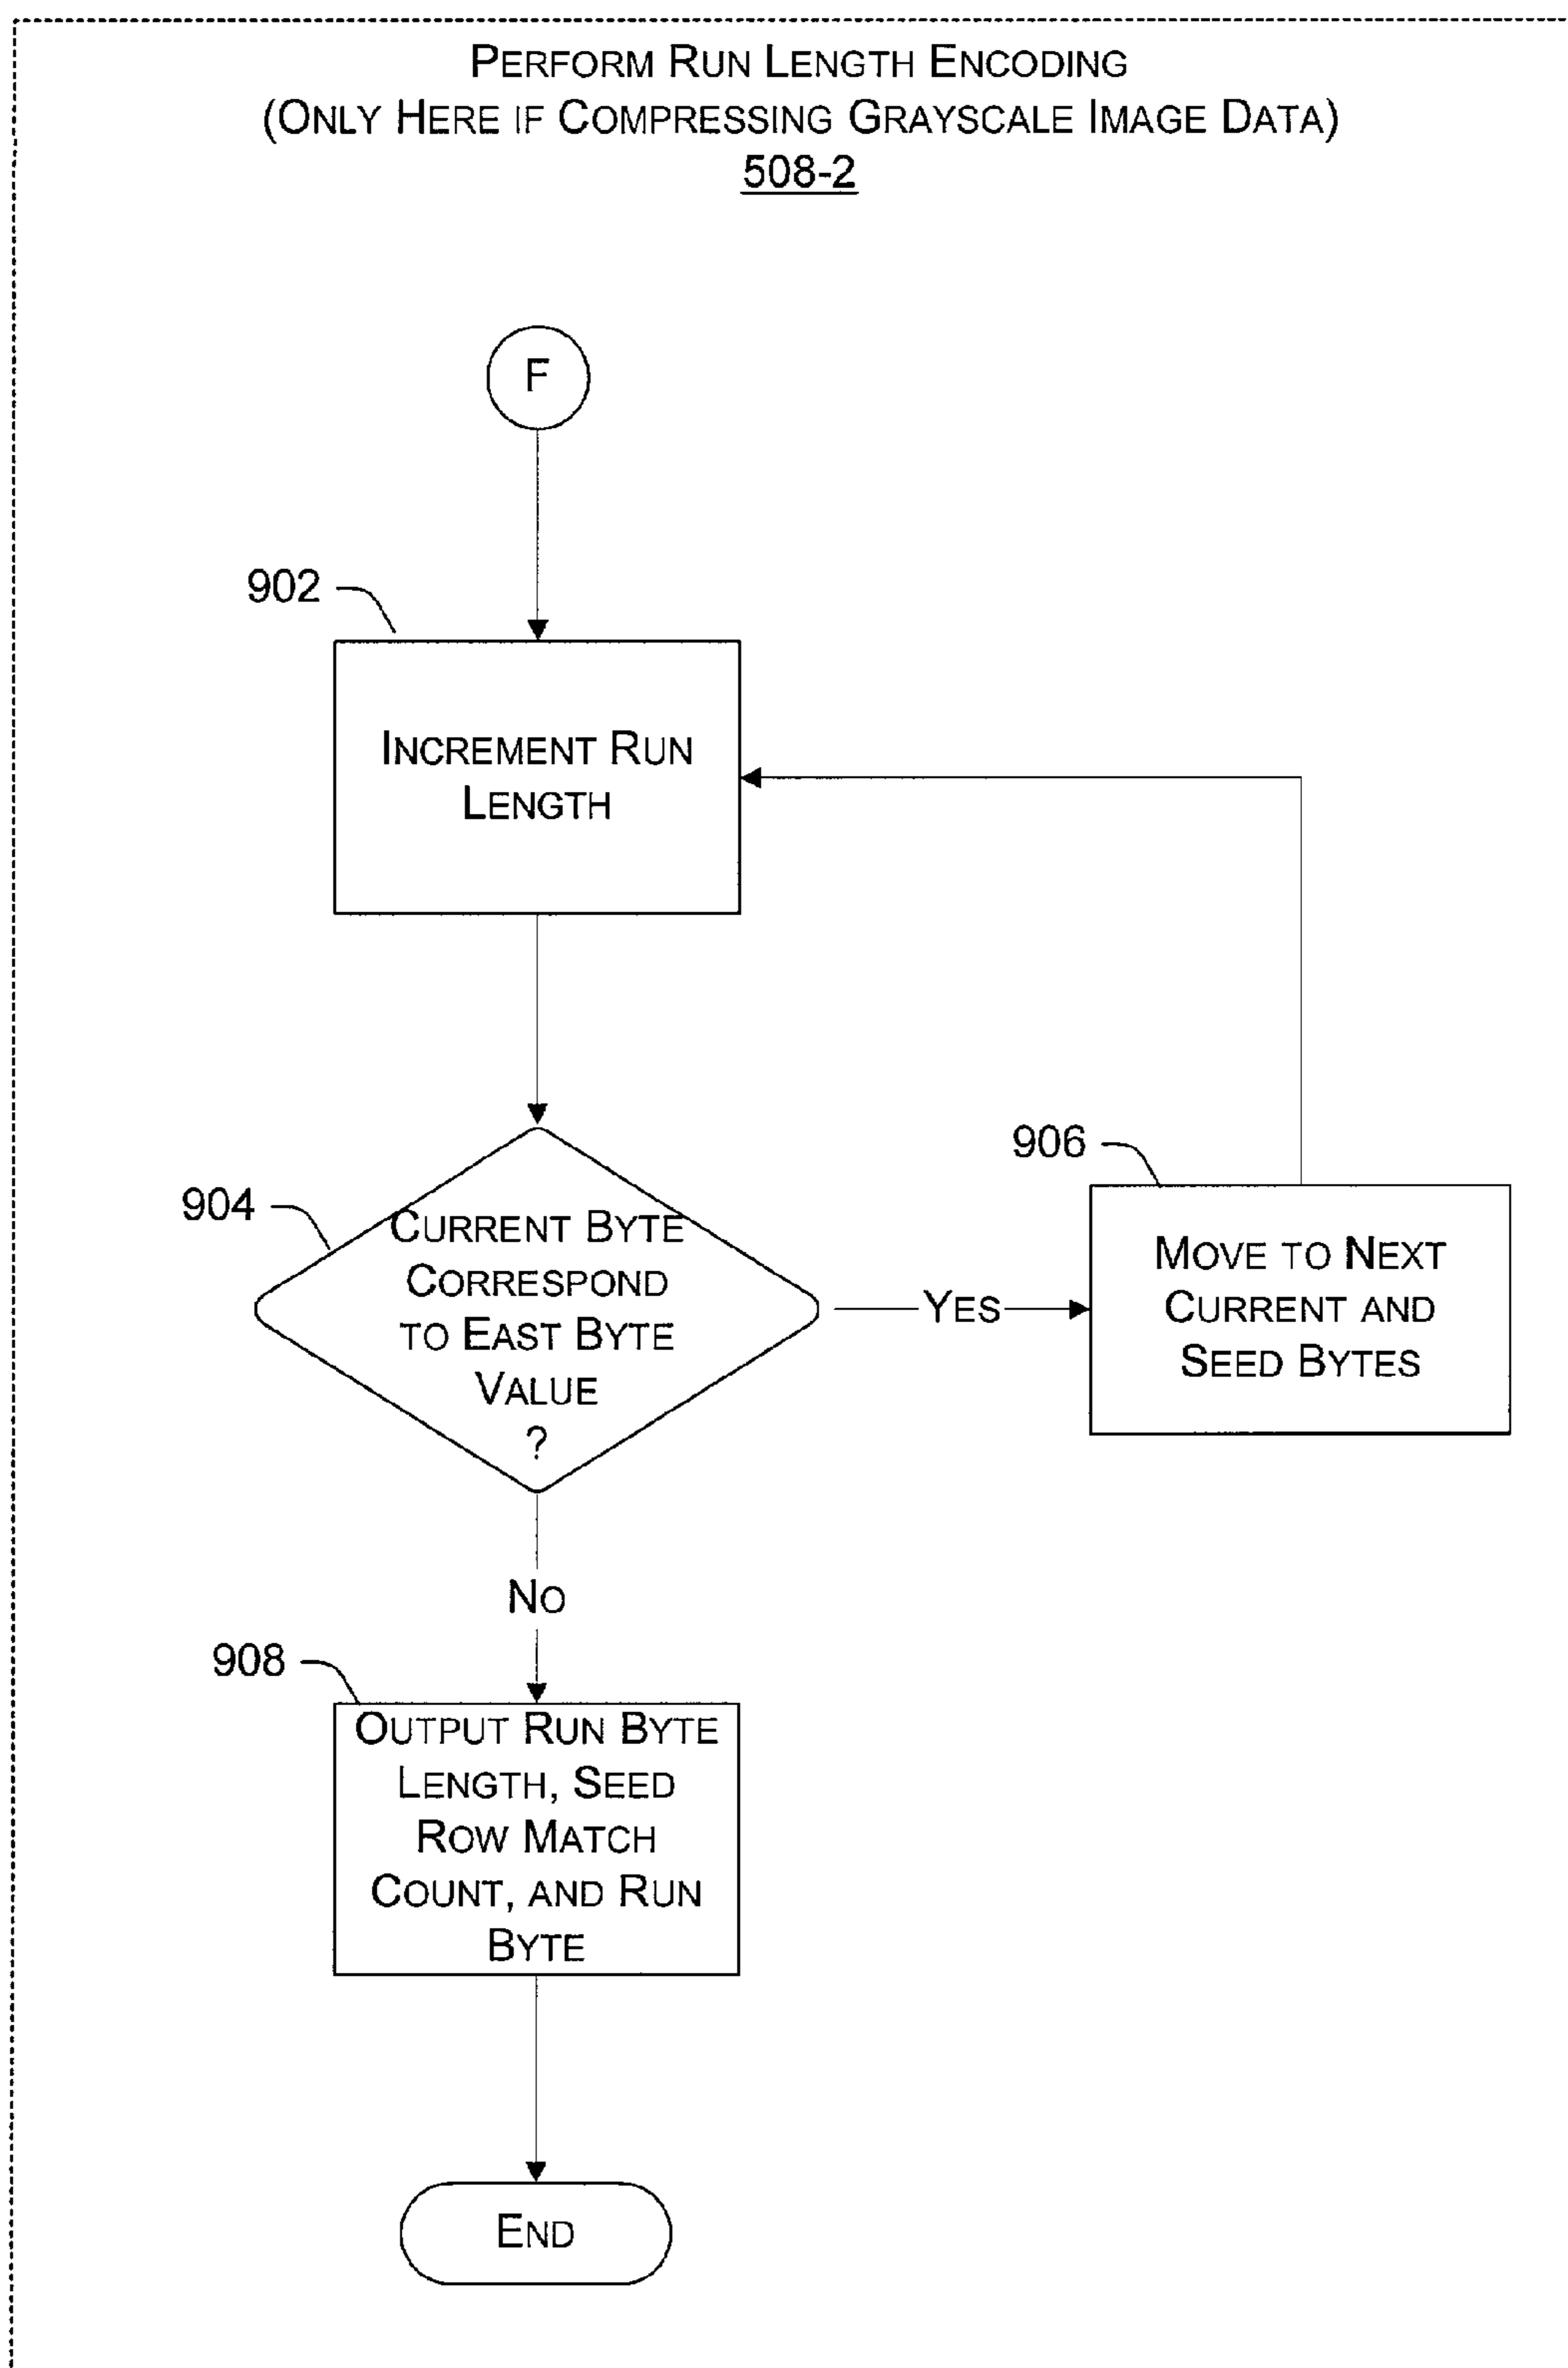 PERFORM RUN LENGTH ENCODING
(ONLY HERE IF COMPRESSING GRAYSCALE IMAGE DATA)
508-2
F
902
INCREMENT RUN
LENGTH
904
CURRENT BYTE
CORRESPOND
TO EAST BYTE
VALUE
?
YES
906
MOVE TO NEXT
CURRENT AND
SEED BYTES
NO
908
OUTPUT RUN BYTE
LENGTH, SEED
ROW MATCH
COUNT, AND RUN
BYTE
END